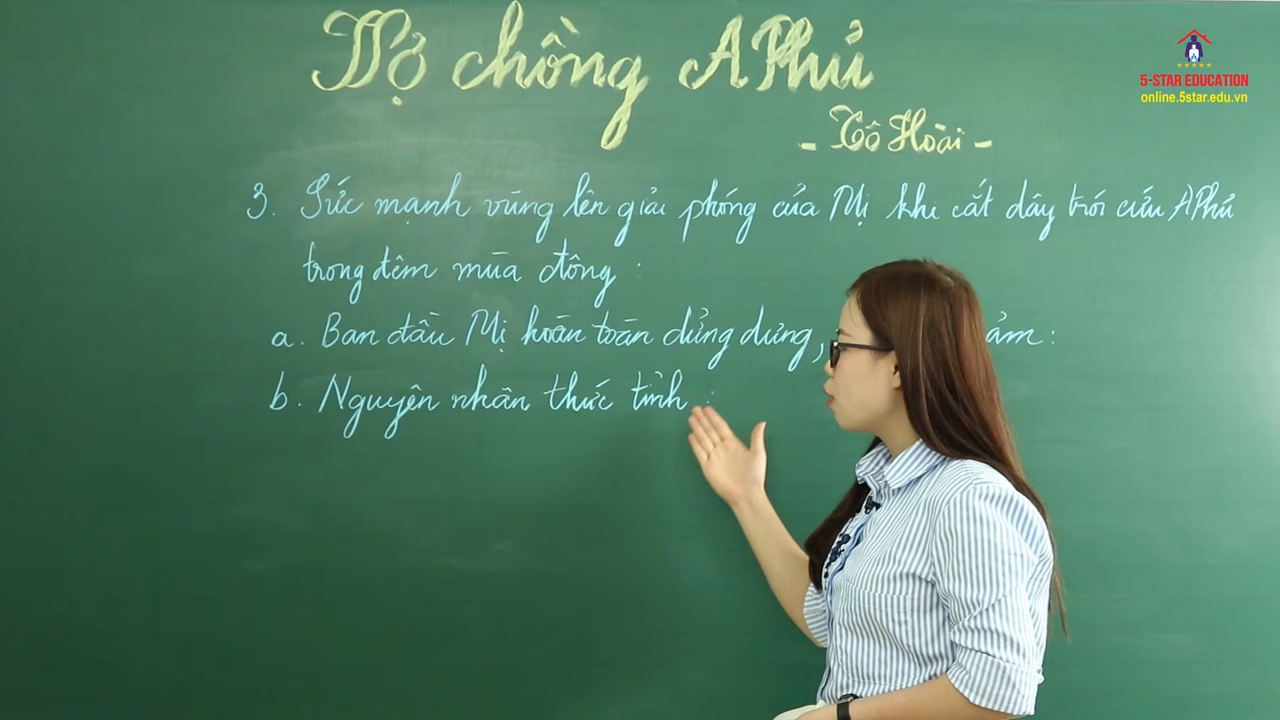 Vợ chồng A Phủ
- Tô Hoài -
5-STAR EDUCATION
online.5star.edu.vn
3. Sức mạnh vùng lên giải phóng của Mị khi cắt dây trói cứu A Phủ
trong đêm mùa đông :
a. Ban đầu Mị hoàn toàn dửng dưng, ảm :
b. Nguyên nhân thức tỉnh :